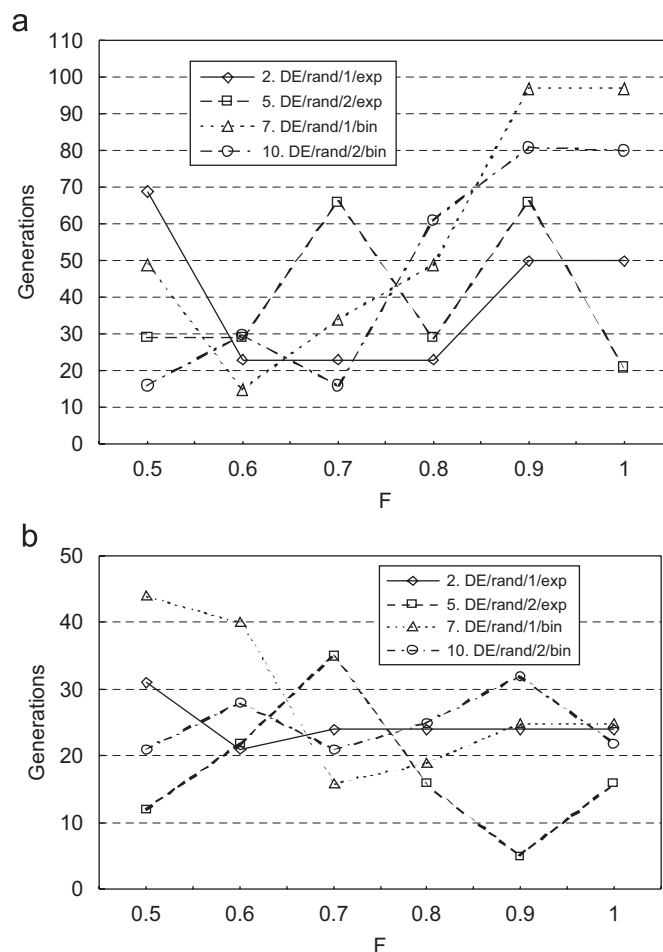 a
110
100
90
80
70
60
50
40
30
20
10
0
Generations
2. DE/rand/1/exp
5. DE/rand/2/exp
7. DE/rand/1/bin
10. DE/rand/2/bin
0.5 0.6 0.7 0.8 0.9 1
F
b
50
40
30
20
10
0
Generations
2. DE/rand/1/exp
5. DE/rand/2/exp
7. DE/rand/1/bin
10. DE/rand/2/bin
0.5 0.6 0.7 0.8 0.9 1
F